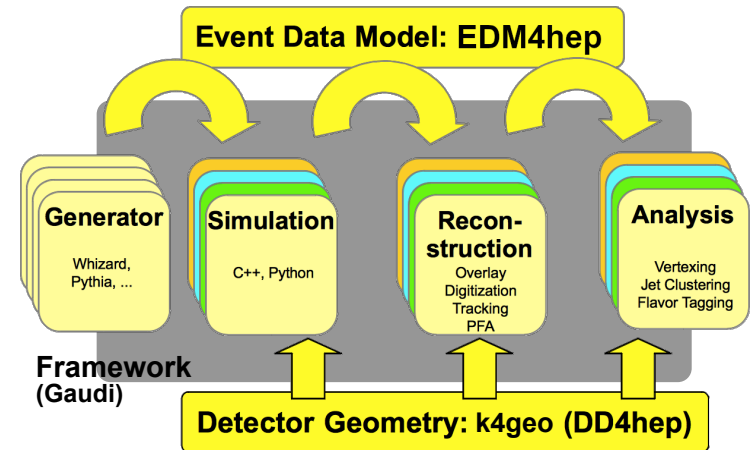 Event Data Model: EDM4hep
Generator
Whizard,
Pythia, ...
Simulation
C++, Python
Recon-
struction
Overlay
Digitization
Tracking
PFA
Analysis
Vertexing
Jet Clustering
Flavor Tagging
Framework
(Gaudi)
Detector Geometry: k4geo (DD4hep)